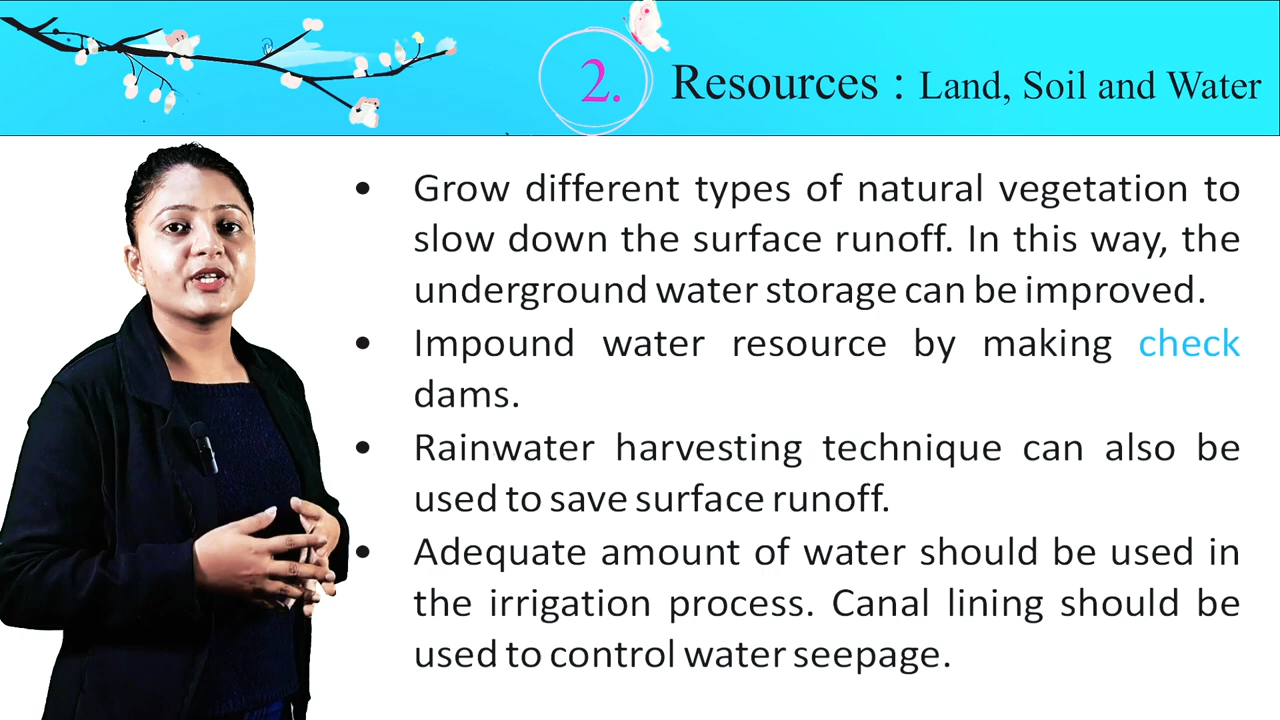 2. Resources : Land, Soil and Water
• Grow different types of natural vegetation to
slow down the surface runoff. In this way, the
underground water storage can be improved.
• Impound water resource by making check
dams.
• Rainwater harvesting technique can also be
used to save surface runoff.
• Adequate amount of water should be used in
the irrigation process. Canal lining should be
used to control water seepage.